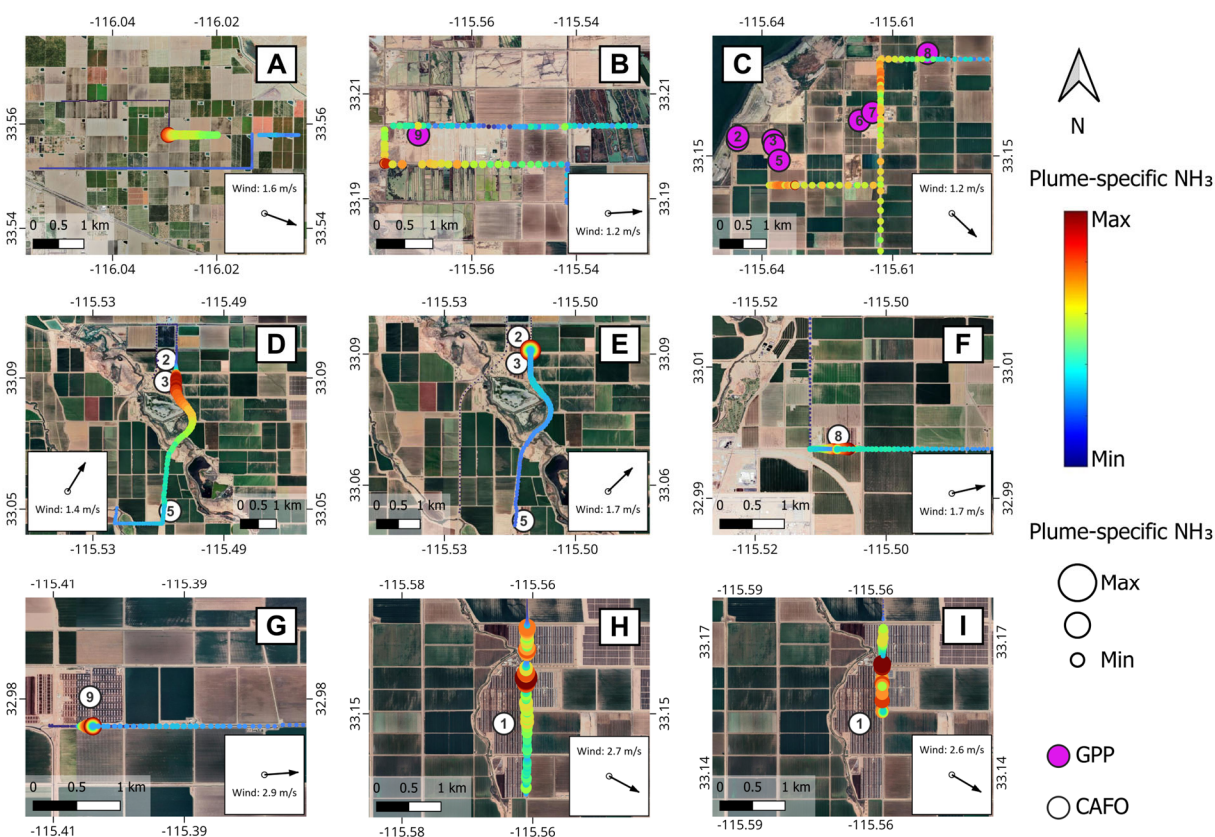 -116.04 -116.02
A
33.56 33.56
33.54 33.54
0 0.5 1 km
Wind: 1.6 m/s
-116.04 -116.02
-115.56 -115.54
B
33.21 33.21
9
33.19 33.19
0 0.5 1 km
Wind: 1.2 m/s
-115.56 -115.54
-115.64 -115.61
C
8
7
6
2
3
5
33.15 33.15
0 0.5 1 km
Wind: 1.2 m/s
-115.64 -115.61
N
Plume-specific NH₃
Max
Min
-115.53 -115.49
D
2
3
33.09 33.09
5
33.05 33.05
Wind: 1.4 m/s
0 0.5 1 km
-115.53 -115.49
-115.53 -115.50
E
2
3
33.09 33.09
33.06 33.06
5
0 0.5 1 km
Wind: 1.7 m/s
-115.53 -115.50
-115.52 -115.50
F
33.01 33.01
8
32.99 32.99
0 0.5 1 km
Wind: 1.7 m/s
-115.52 -115.50
Plume-specific NH₃
Max
Min
GPP
CAFO
-115.41 -115.39
G
9
32.98 32.98
0 0.5 1 km
Wind: 2.9 m/s
-115.41 -115.39
-115.58 -115.56
H
1
33.15 33.15
0 0.5 1 km
Wind: 2.7 m/s
-115.58 -115.56
-115.59 -115.56
I
33.17 33.17
1
33.14 33.14
0 0.5 1 km
Wind: 2.6 m/s
-115.59 -115.56